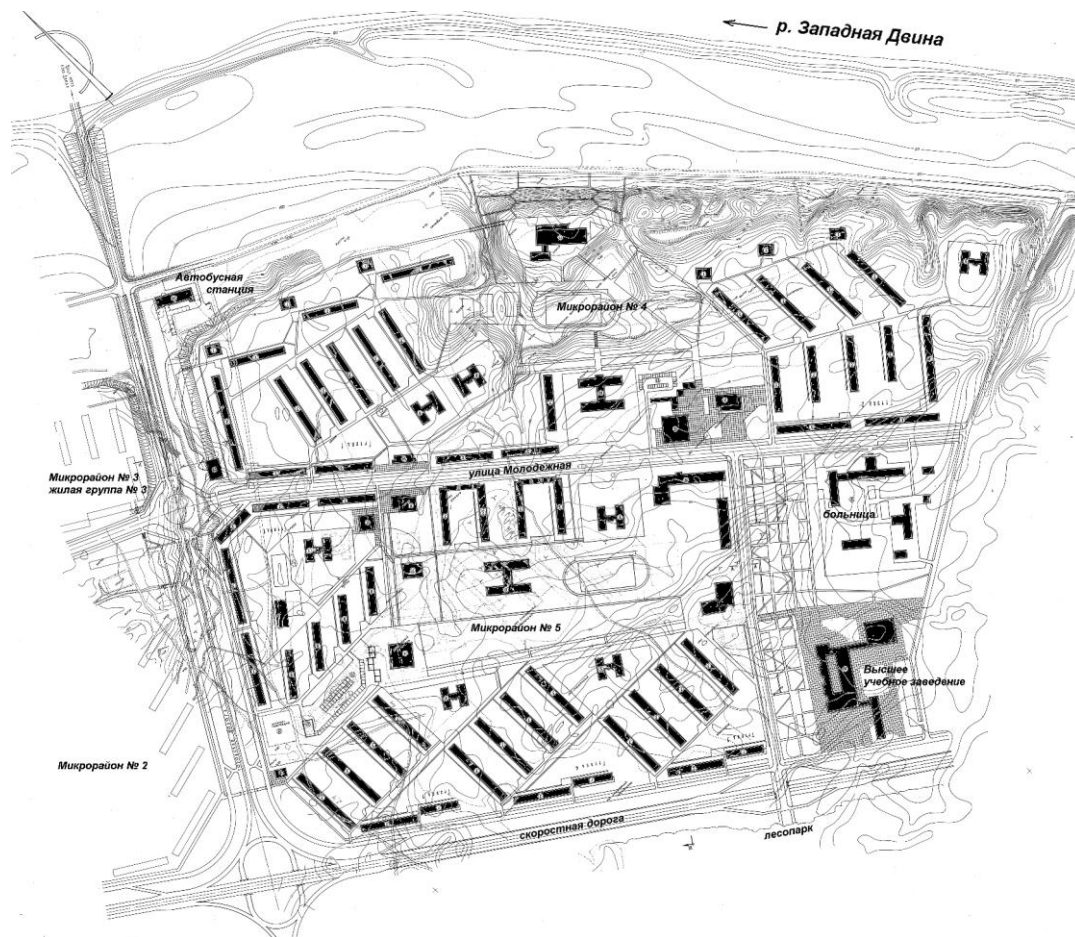 р. Западная Двина
Автобусная
станция
Микрорайон № 4
Микрорайон № 3
жилая группа № 3
улица Молодежная
больница
Микрорайон № 5
Высшее
учебное заведение
Микрорайон № 2
скоростная дорога
лесопарк